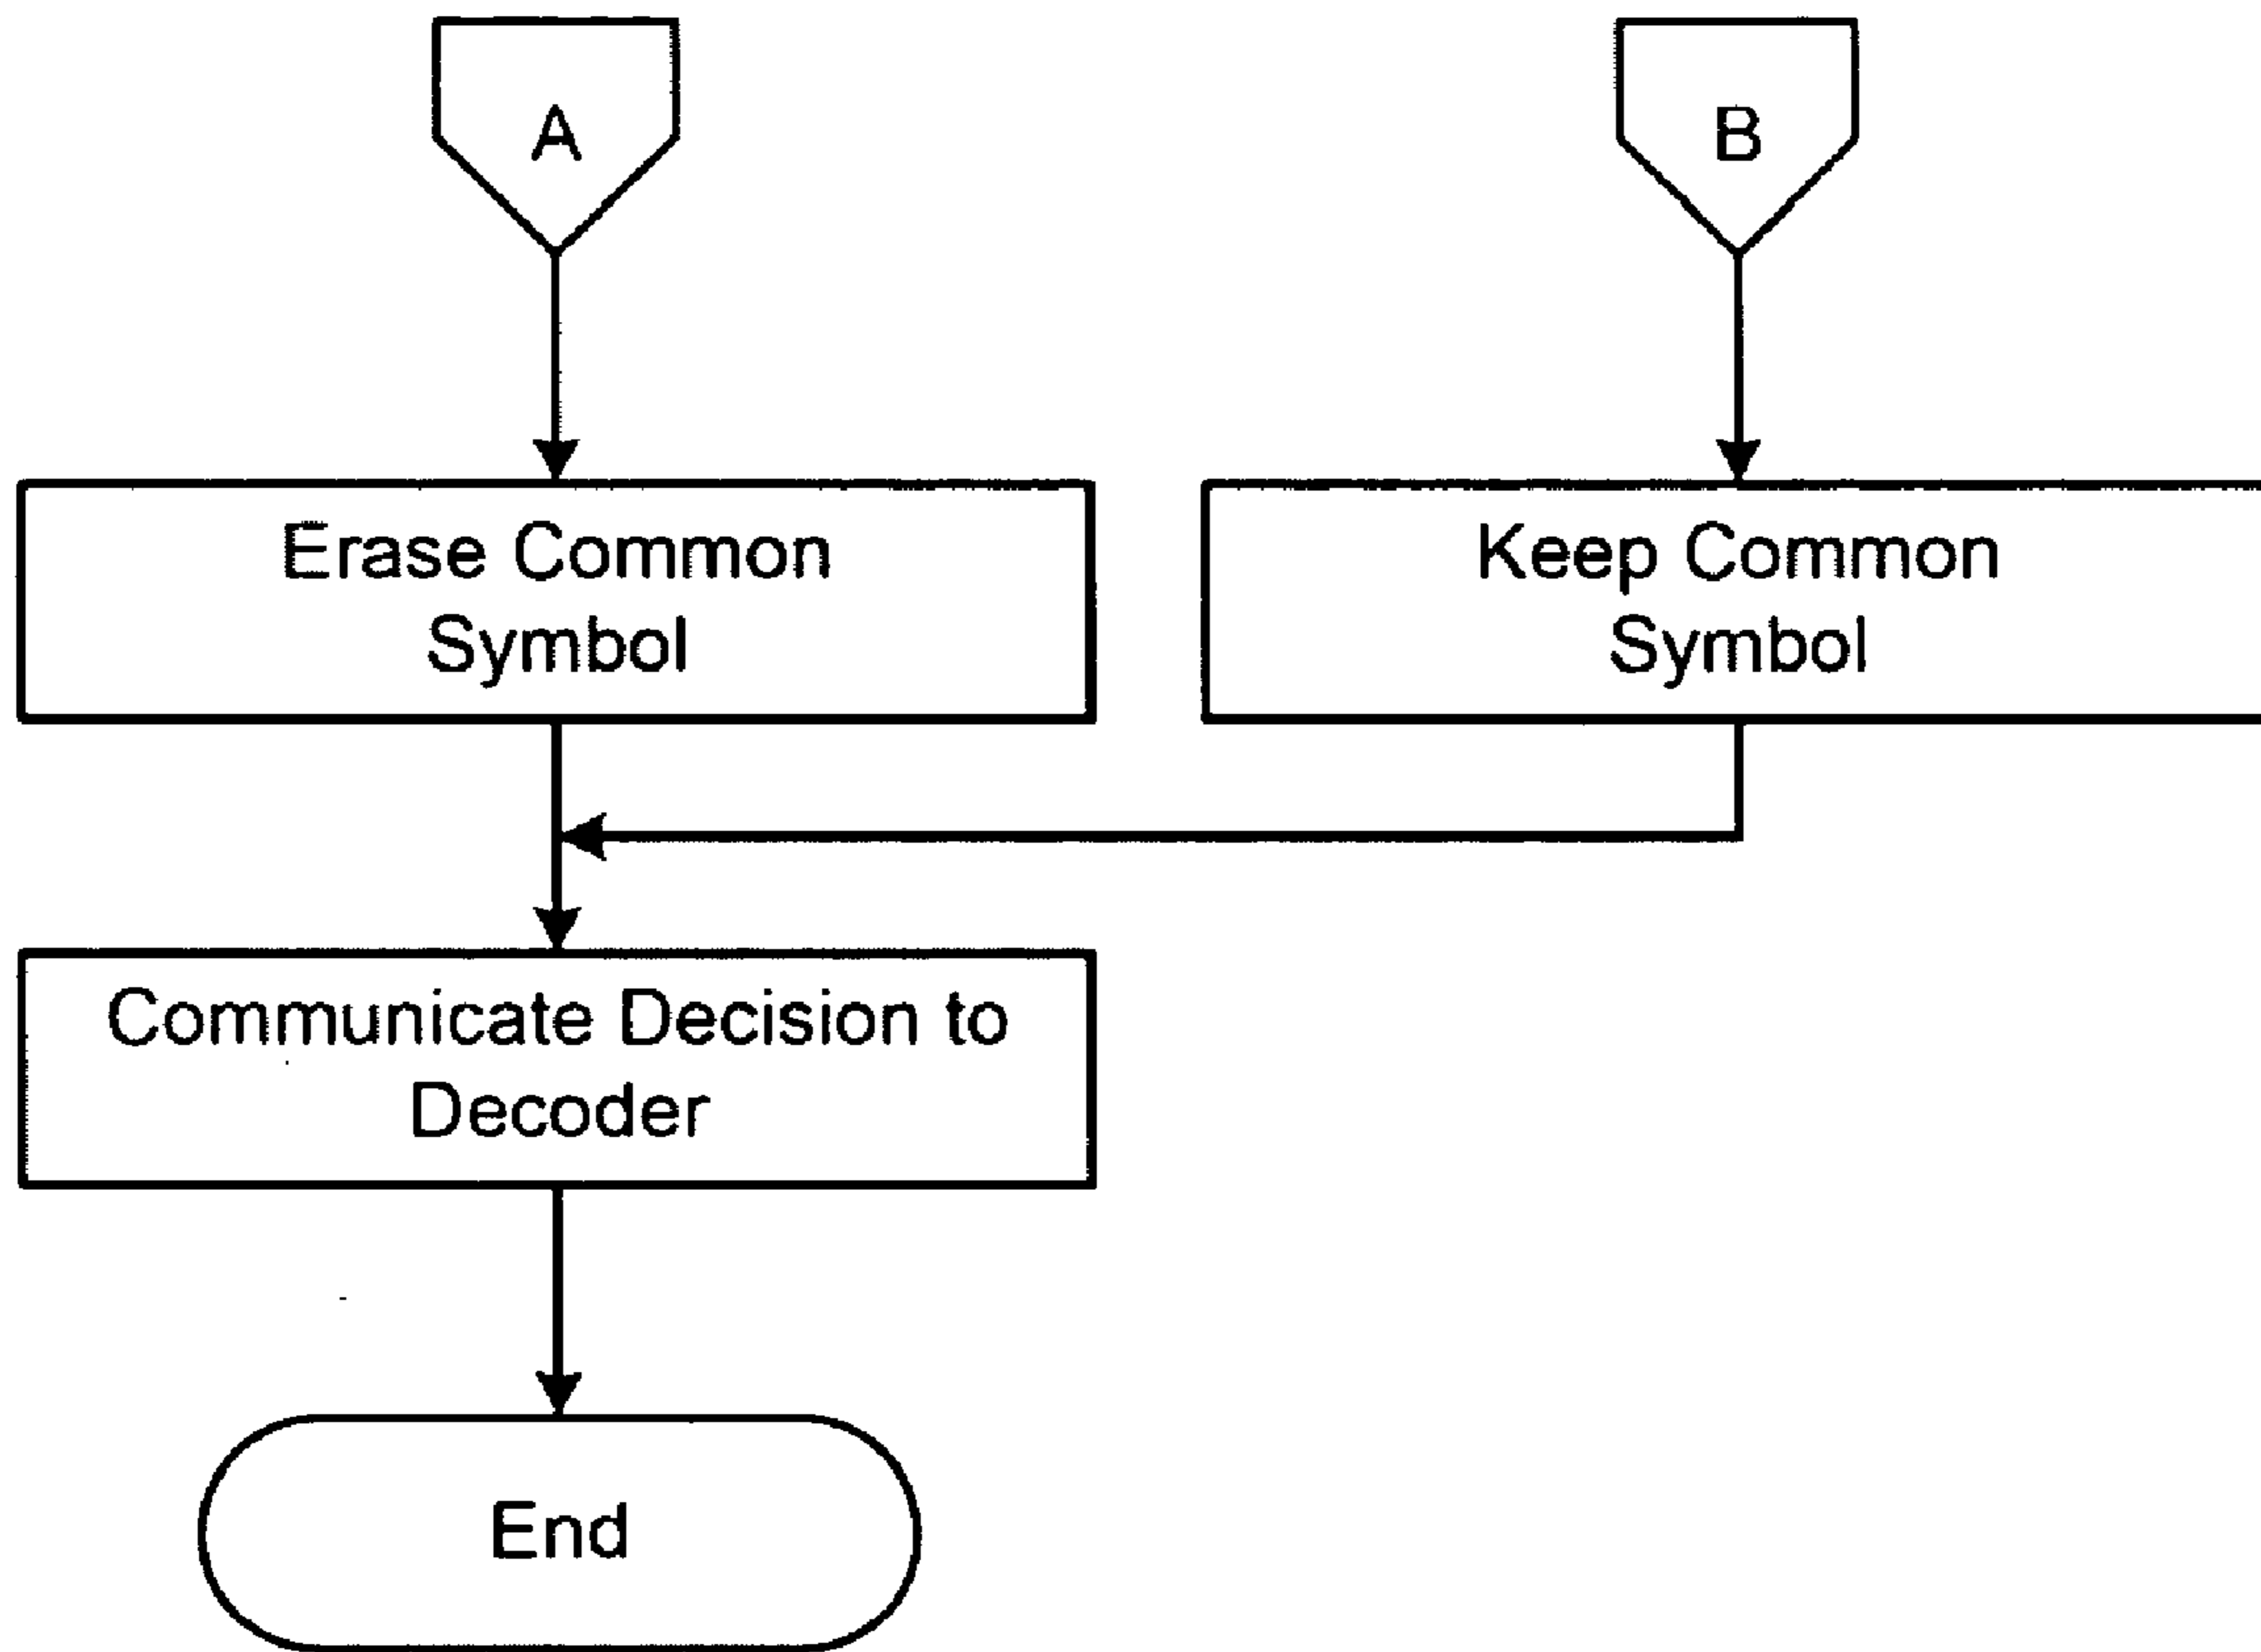 A
B
Erase Common
Symbol
Keep Common
Symbol
Communicate Decision to
Decoder
End